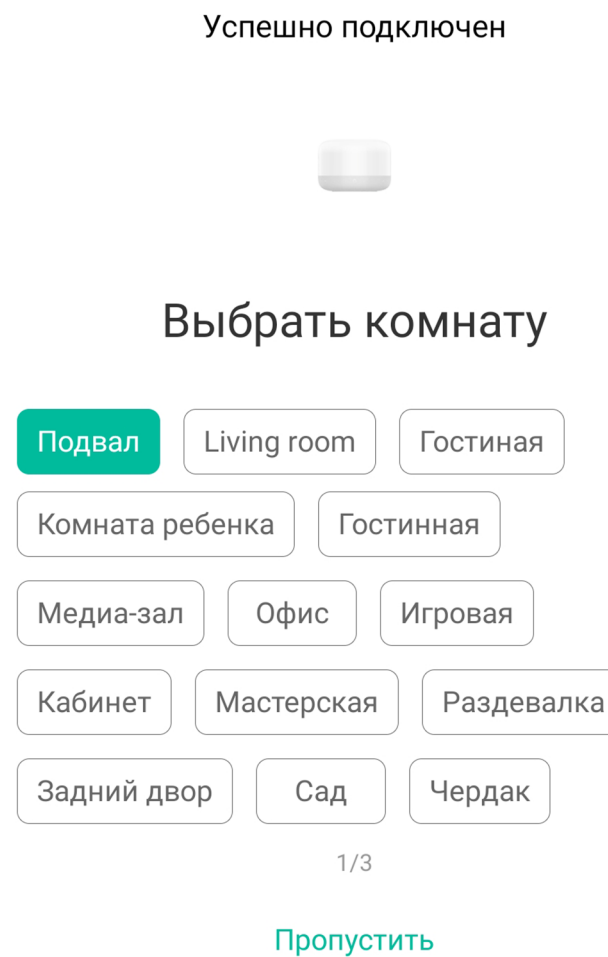 Успешно подключен
Выбрать комнату
Подвал Living room Гостиная
Комната ребенка Гостинная
Медиа-зал Офис Игровая
Кабинет Мастерская Раздевалка
Задний двор Сад Чердак
1/3
Пропустить